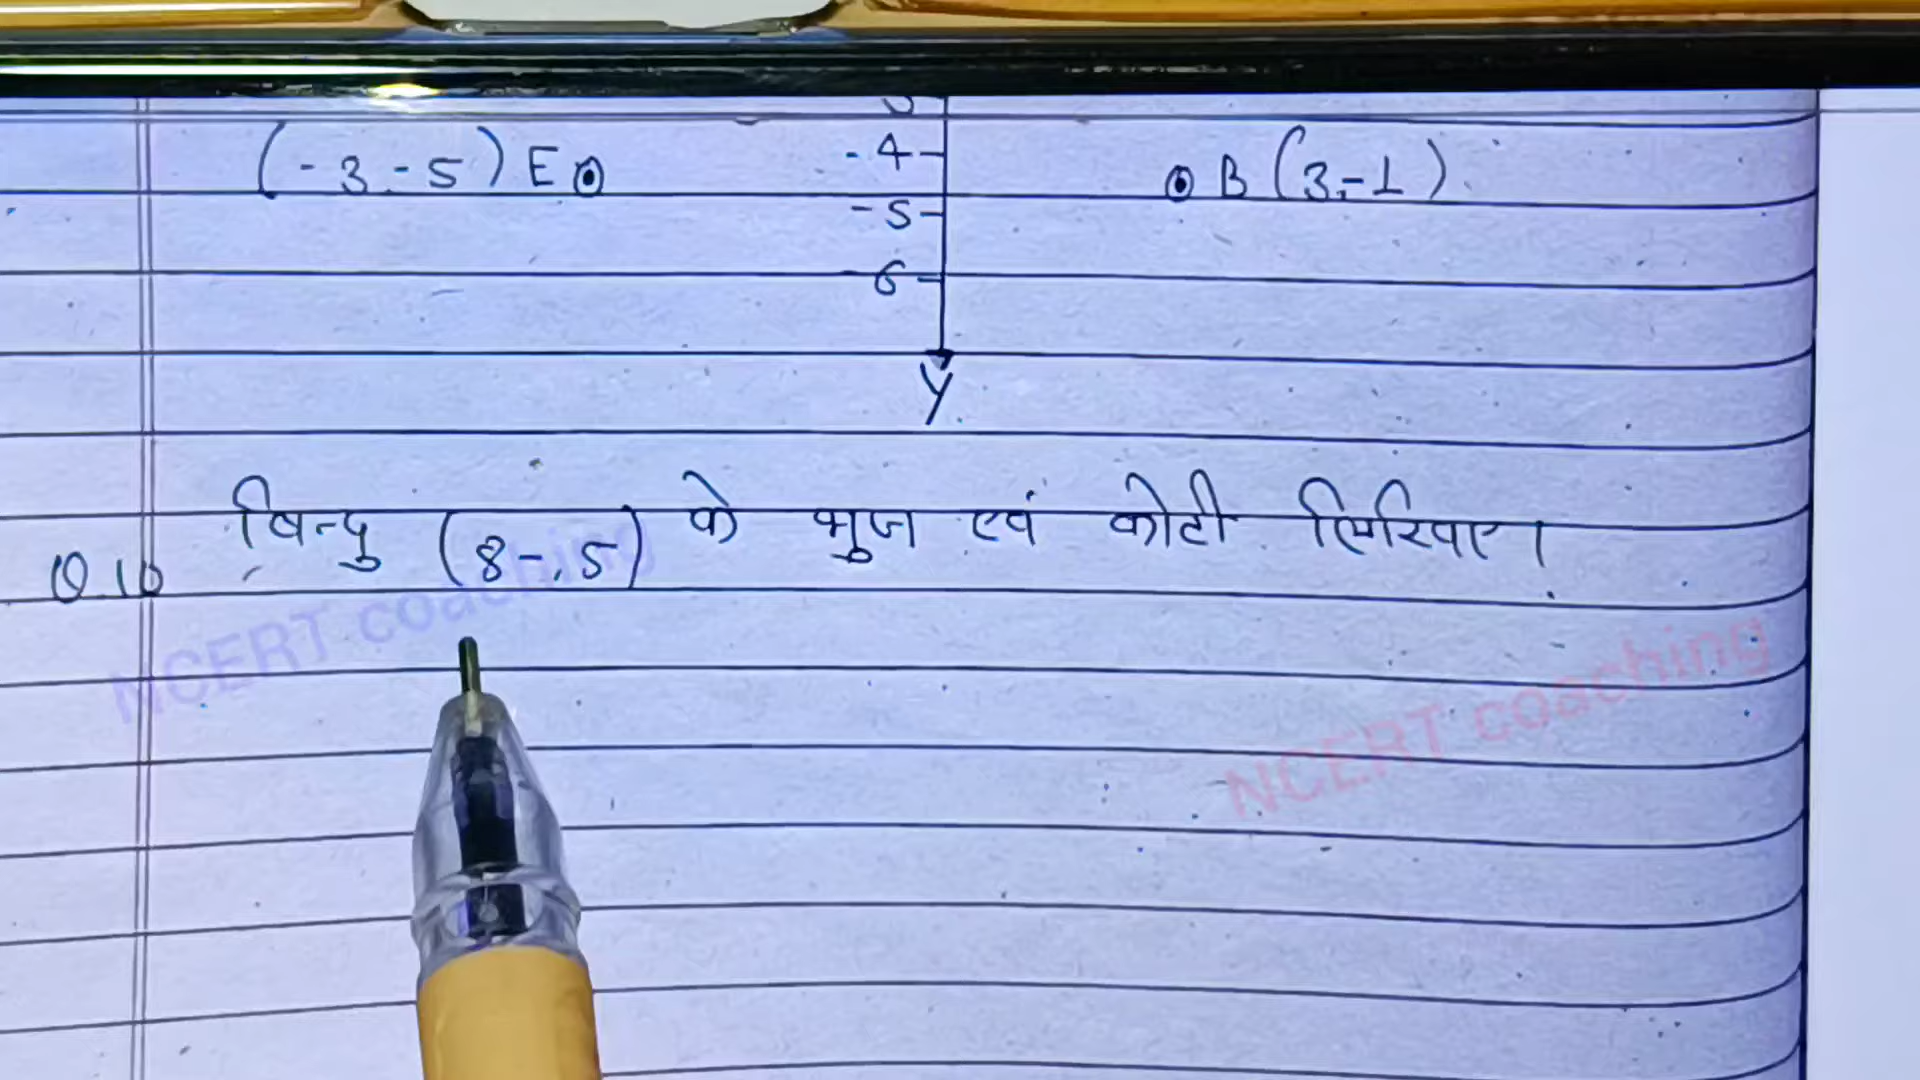 - 4
(-3,-5) E
B (3,-1)
- 5
- 6
y
बिन्दु (8-,5) के भुज एवं कोटी लिखिए।
Q.10
NCERT coaching
NCERT coaching